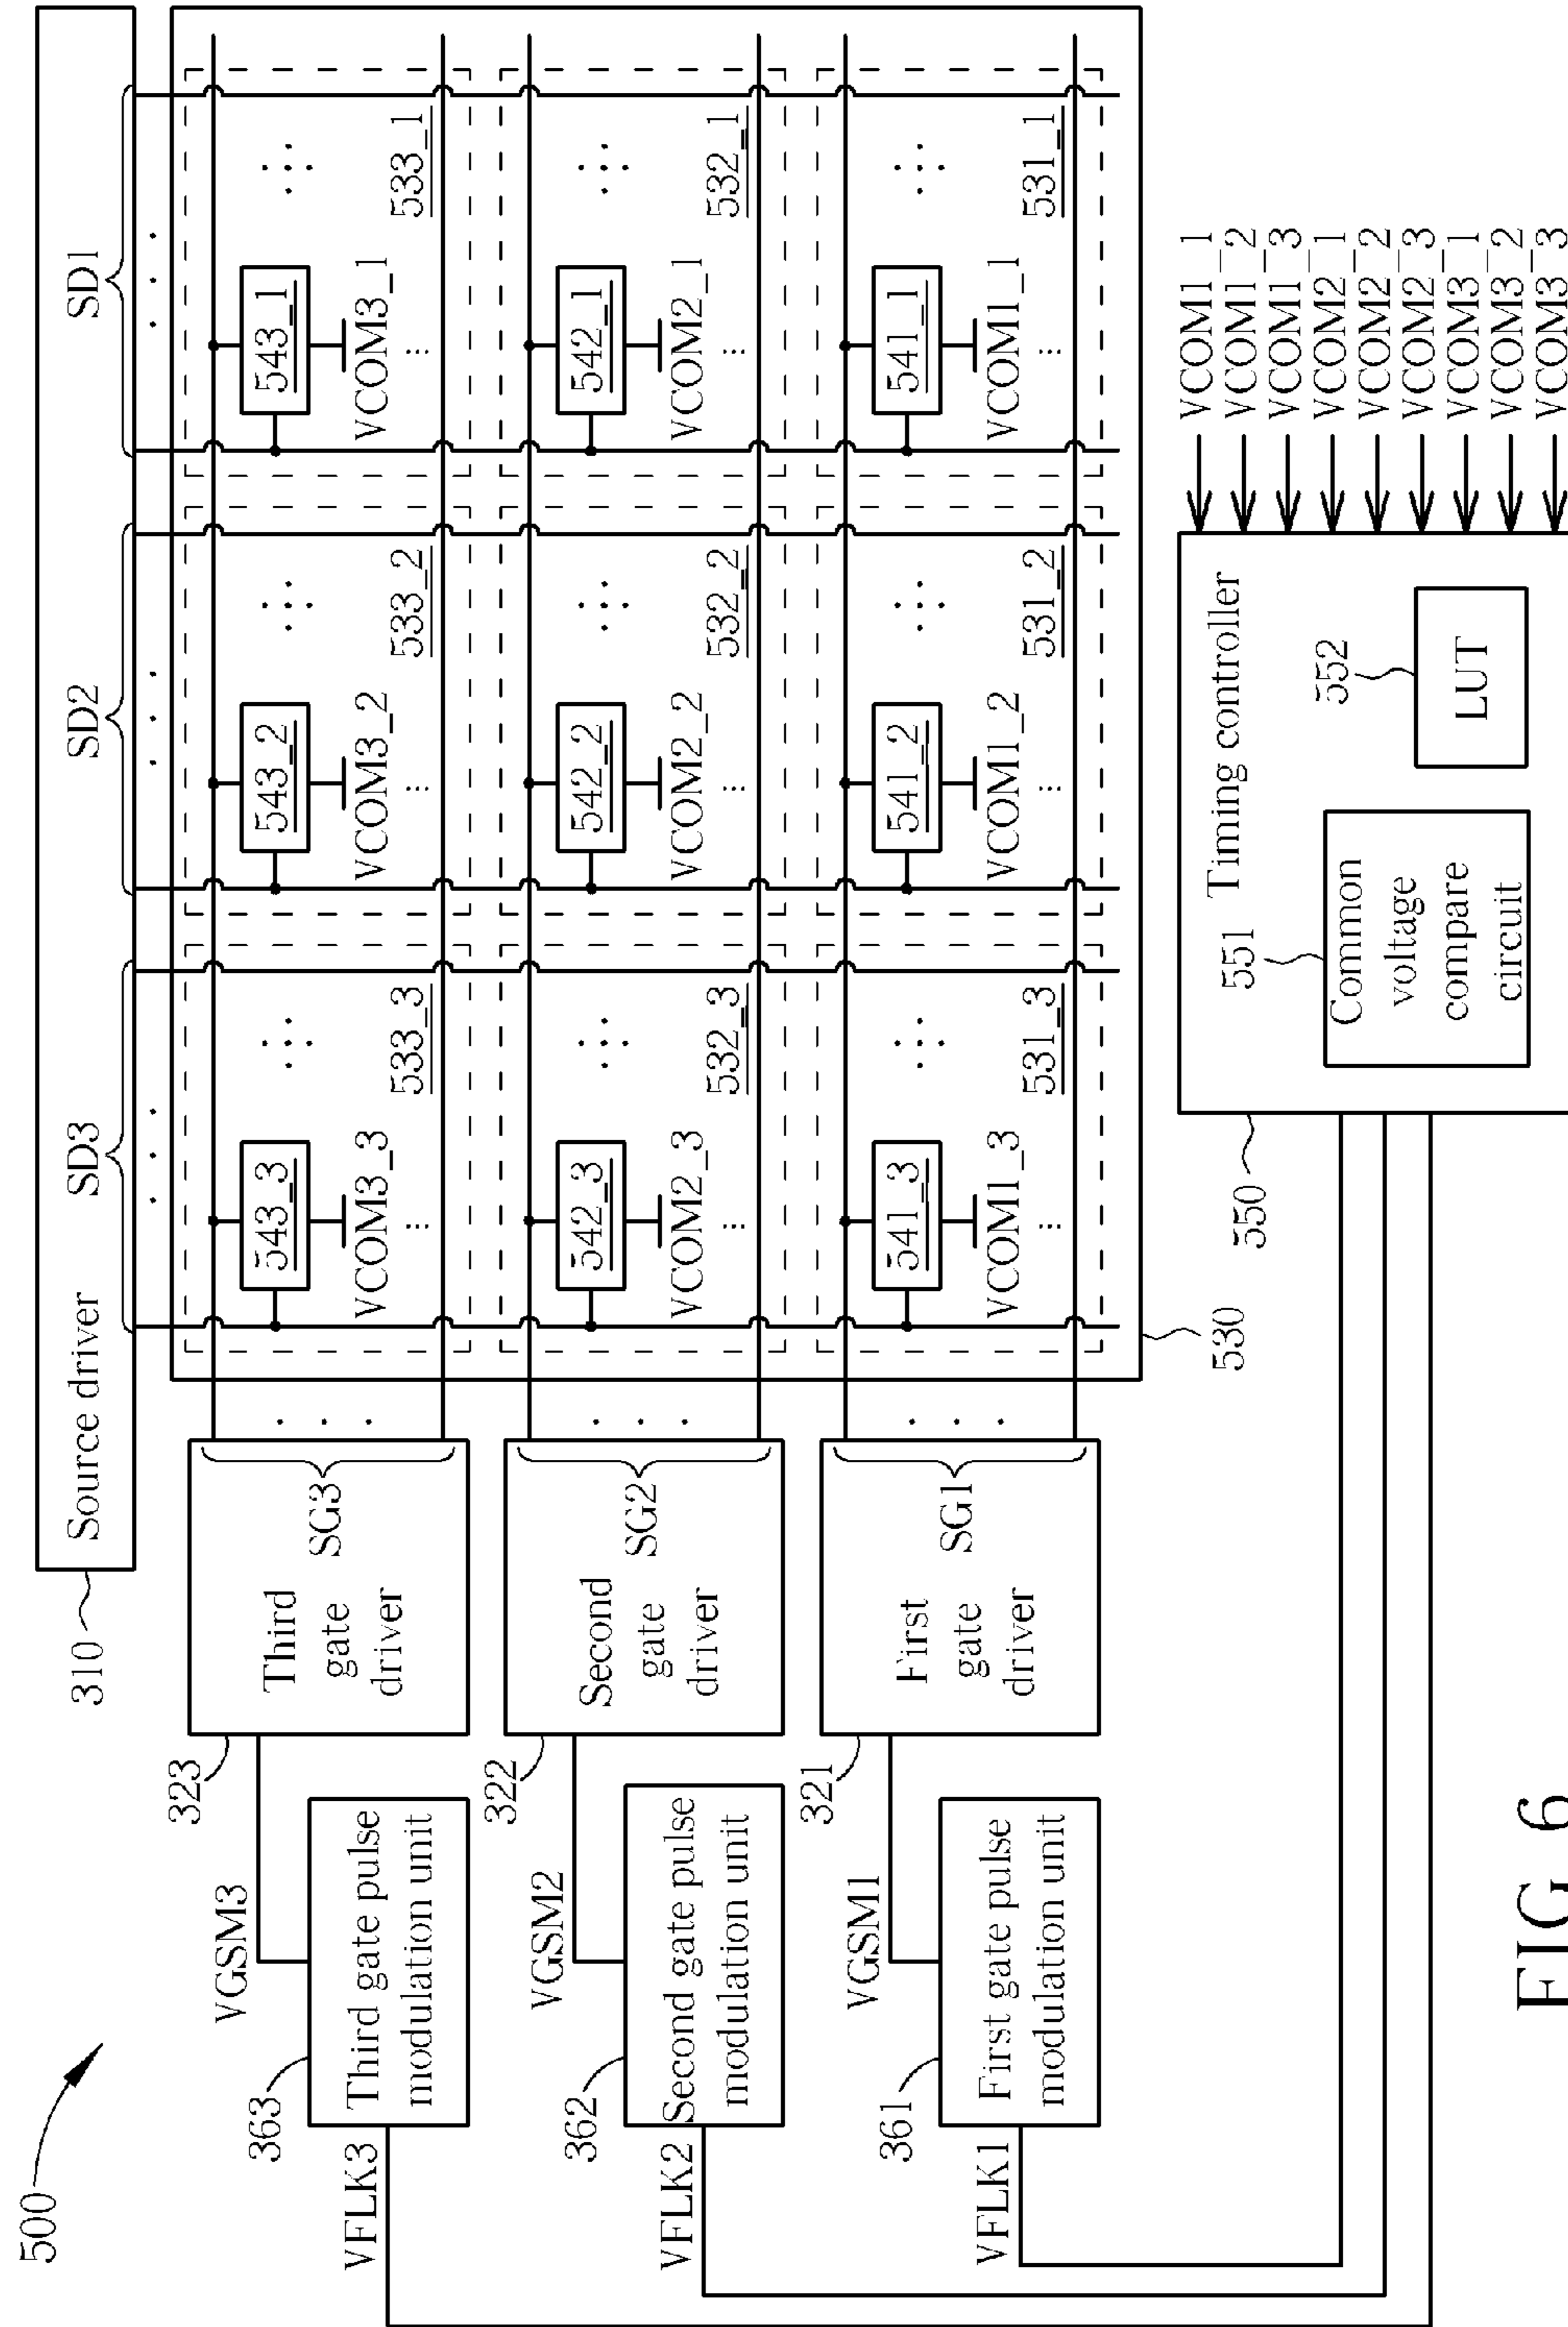 500
310
Source driver
SD3
SD2
SD1
363
VGSM3
323
VFLK3
Third gate pulse
modulation unit
Third
gate
driver
SG3
543_3
VCOM3_3
533_3
543_2
VCOM3_2
533_2
543_1
VCOM3_1
533_1
362
VGSM2
322
VFLK2
Second gate pulse
modulation unit
Second
gate
driver
SG2
542_3
VCOM2_3
532_3
542_2
VCOM2_2
532_2
542_1
VCOM2_1
532_1
361
VGSM1
321
VFLK1
First gate pulse
modulation unit
First
gate
driver
SG1
541_3
VCOM1_3
531_3
541_2
VCOM1_2
531_2
541_1
VCOM1_1
531_1
530
550
Timing controller
551
Common
voltage
compare
circuit
552
LUT
VCOM1_1
VCOM1_2
VCOM1_3
VCOM2_1
VCOM2_2
VCOM2_3
VCOM3_1
VCOM3_2
VCOM3_3
FIG 6